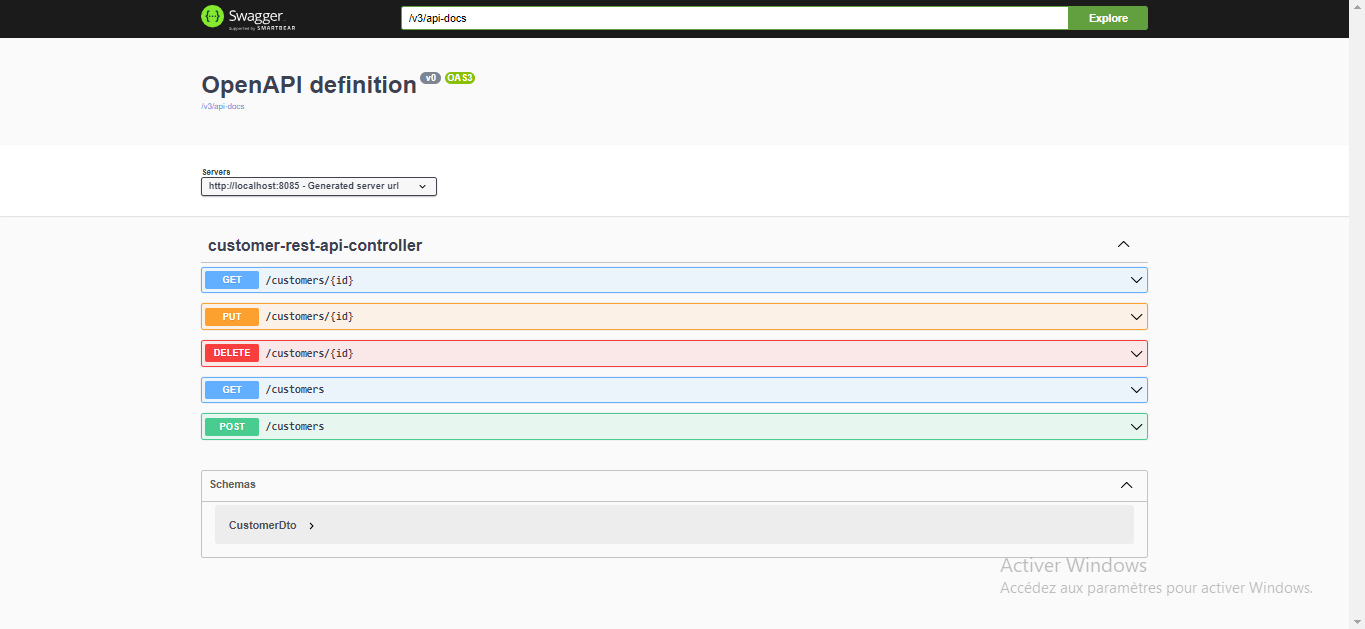 Swagger
Supported by SMARTBEAR
/v3/api-docs
Explore
OpenAPI definition v0 OAS3
/v3/api-docs
Servers
http://localhost:8085 - Generated server url
customer-rest-api-controller
GET /customers/{id}
PUT /customers/{id}
DELETE /customers/{id}
GET /customers
POST /customers
Schemas
CustomerDto
Activer Windows
Accédez aux paramètres pour activer Windows.